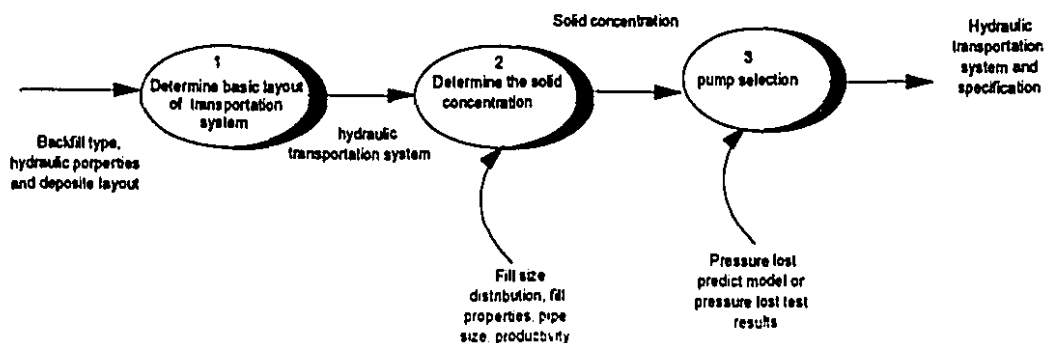 Solid concentration
Hydraulic
transportation
system and
specification
1
Determine basic layout
of transportation
system
2
Determine the solid
concentration
3
pump selection
Backfill type,
hydraulic porperties
and deposite layout
hydraulic
transportation system
Fill size
distribution, fill
properties, pipe
size, productivity
Pressure lost
predict model or
pressure lost test
results